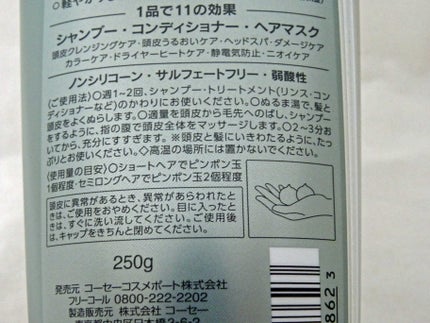 1品で11の効果
シャンプー・コンディショナー・ヘアマスク
頭皮クレンジングケア・頭皮うるおいケア・ヘッドスパ・ダメージケア
カラーケア・ドライヤーヒートケア・静電気防止・ニオイケア
ノンシリコーン・サルフェートフリー・弱酸性
〈ご使用法〉○週1~2回、シャンプー・トリートメント(リンス・コン
ディショナーなど)のかわりにお使いください。○ぬるま湯で、髪と
頭皮をよくぬらします。○適量を頭皮から毛先へのばし、シャンプー
をするように、指の腹で頭皮全体をマッサージします。○2~3分お
いてから、充分にすすぎます。※頭皮と髪にいきわたるように、たっ
ぷりとお使いください。◇高温の場所には置かないでください。
〈使用量の目安〉○ショートヘアでピンポン玉
1個程度・セミロングヘアでピンポン玉2個程度
頭皮に異常があるとき、異常があらわれたと
きは、ご使用をおやめください。目に入ったと
きは、すぐに洗い流してください。ご使用後
は、キャップをきちんと閉めてください。
250g
発売元 コーセーコスメポート株式会社
フリーコール 0800-222-2202
製造販売元 株式会社 コーセー
東京都中央区日本橋3-6-2
8623